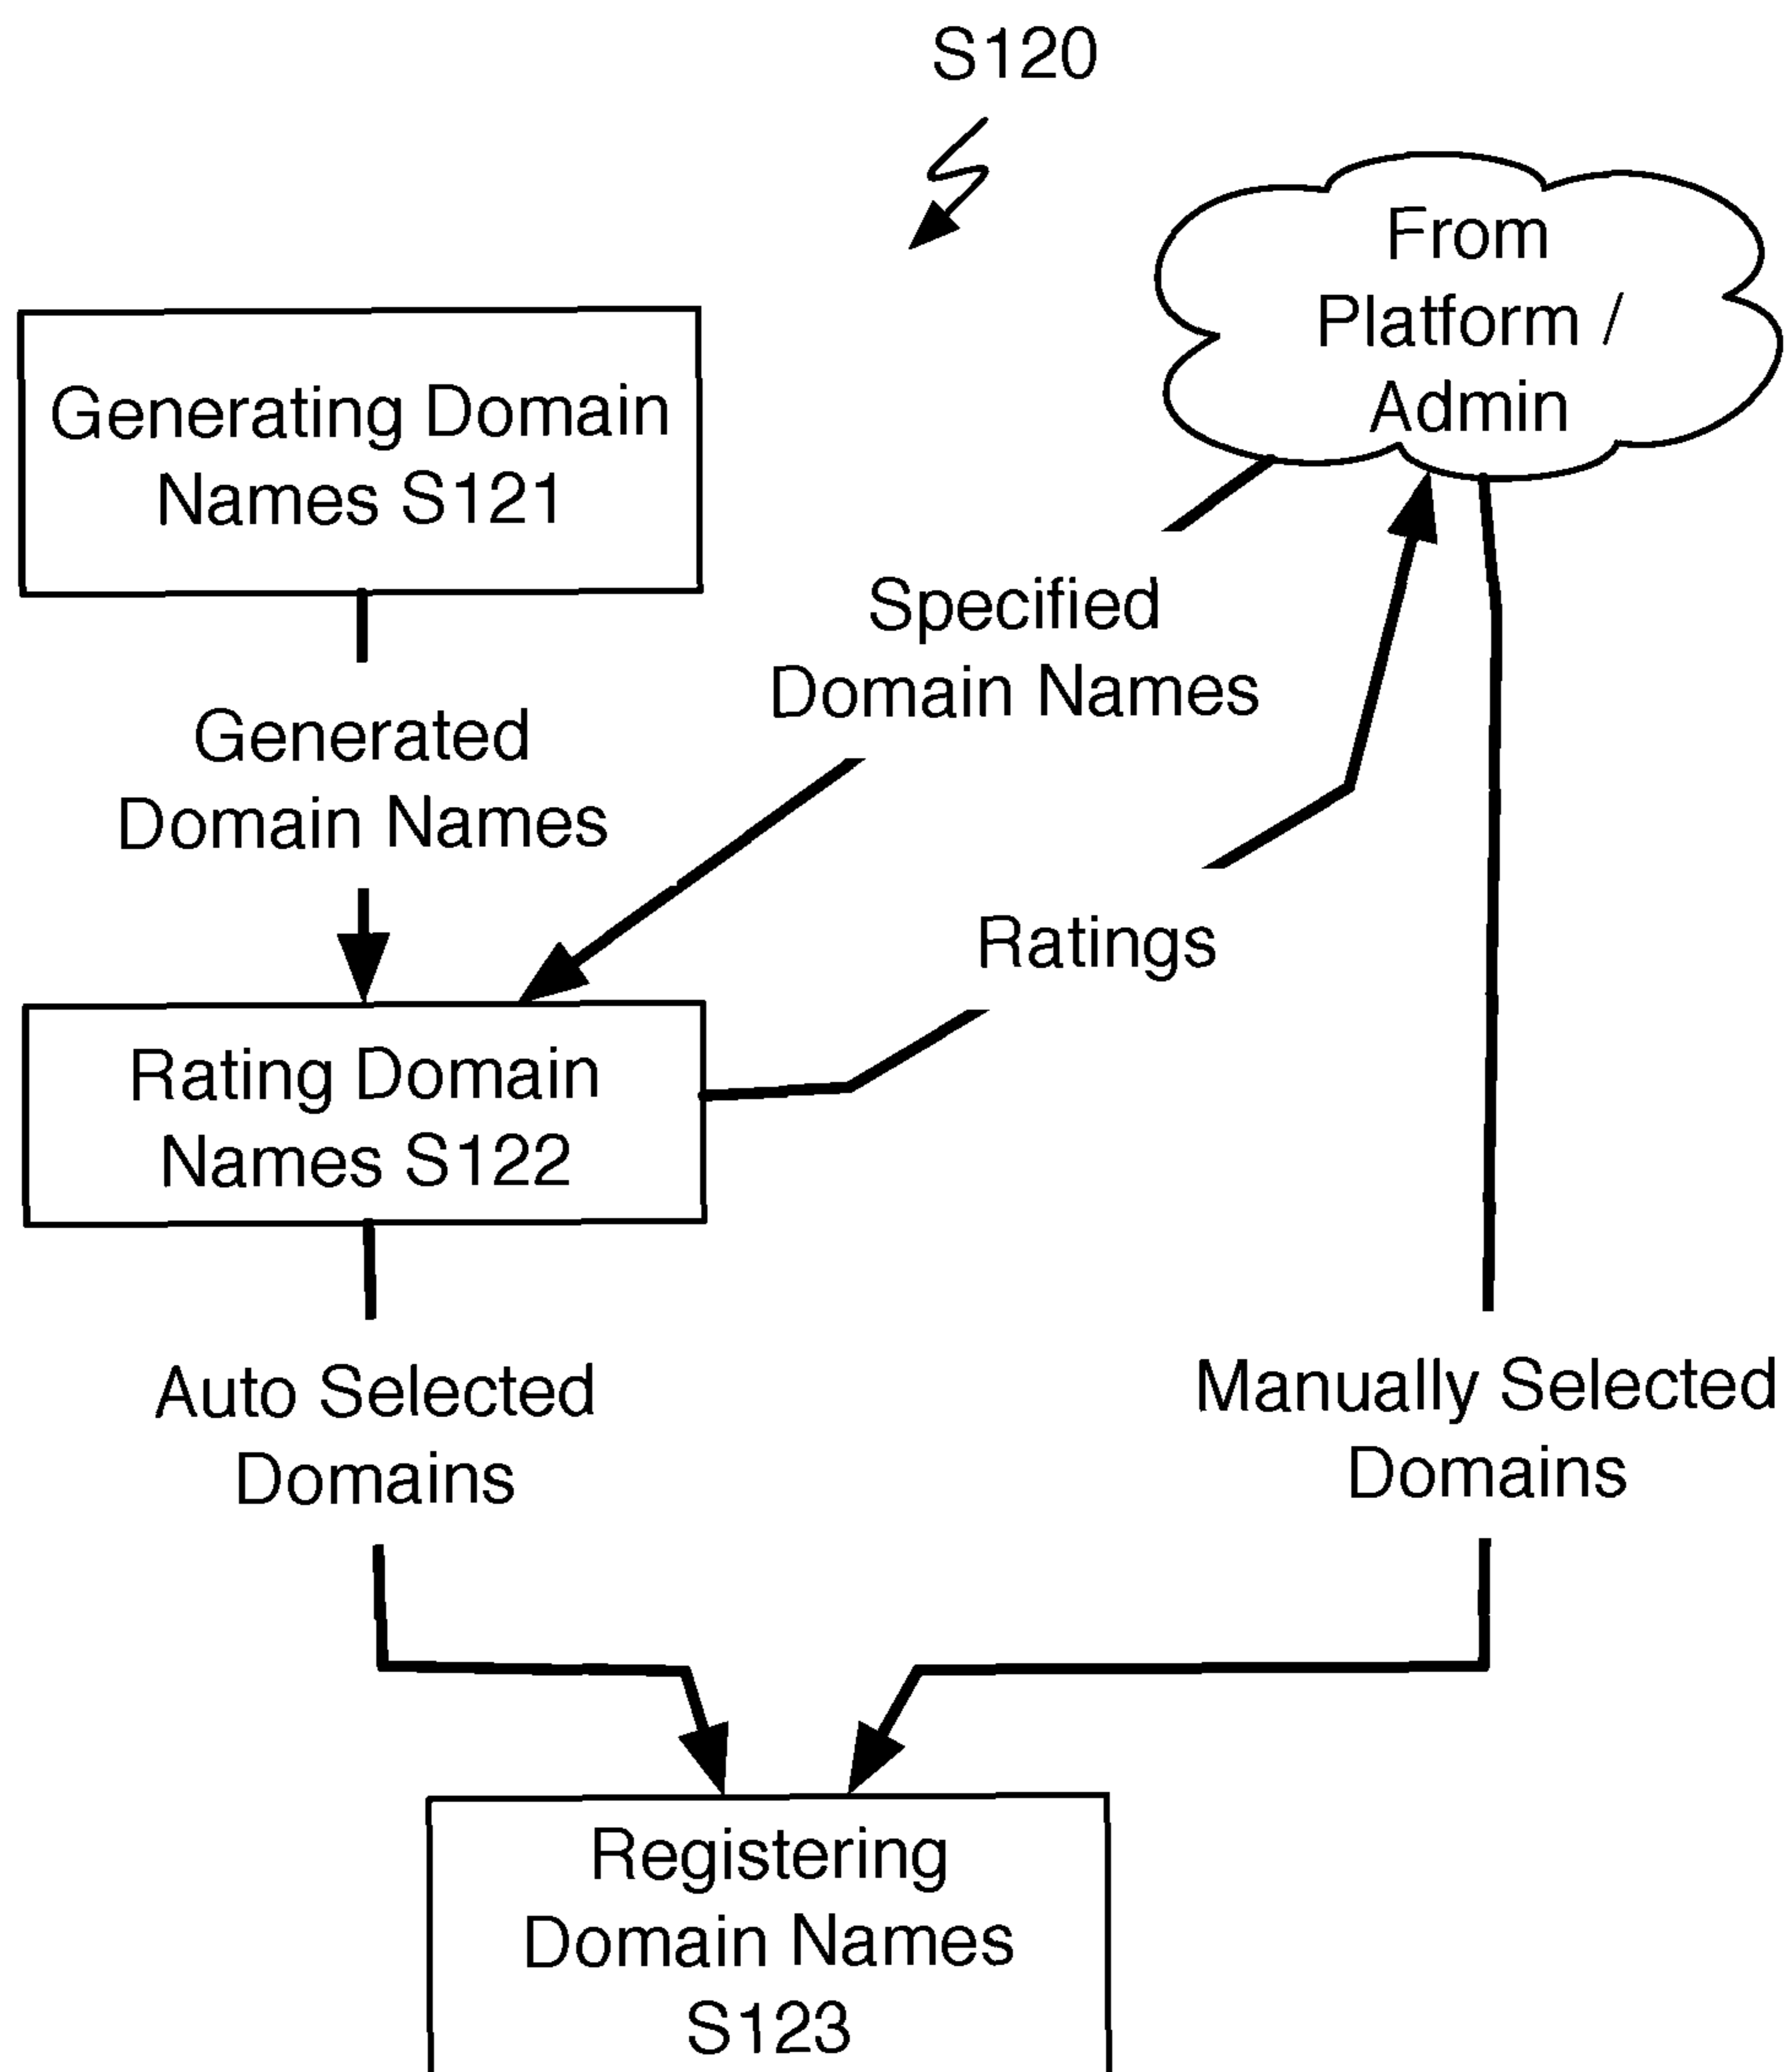 S120
From
Platform /
Admin
Generating Domain
Names S121
Specified
Domain Names
Generated
Domain Names
Ratings
Rating Domain
Names S122
Auto Selected
Domains
Manually Selected
Domains
Registering
Domain Names
S123